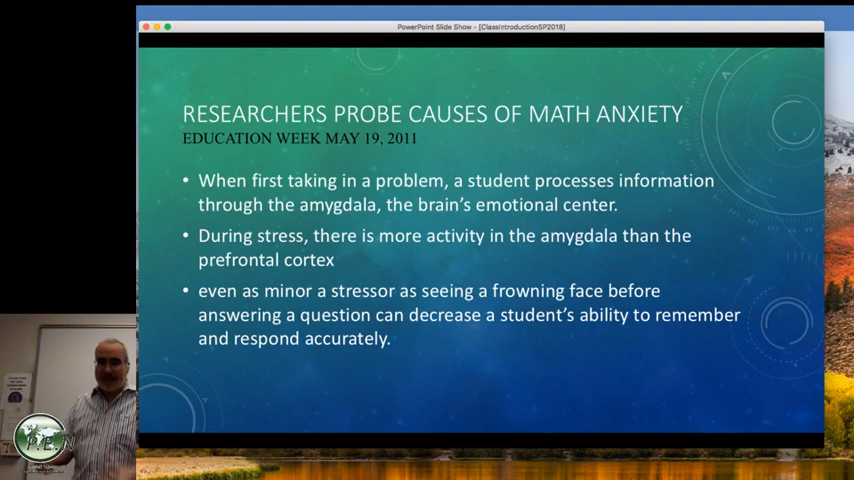 PowerPoint Slide Show - [ClassIntroductionSP2018]
RESEARCHERS PROBE CAUSES OF MATH ANXIETY
EDUCATION WEEK MAY 19, 2011
• When first taking in a problem, a student processes information
through the amygdala, the brain's emotional center.
• During stress, there is more activity in the amygdala than the
prefrontal cortex
• even as minor a stressor as seeing a frowning face before
answering a question can decrease a student's ability to remember
and respond accurately.
P.E.N